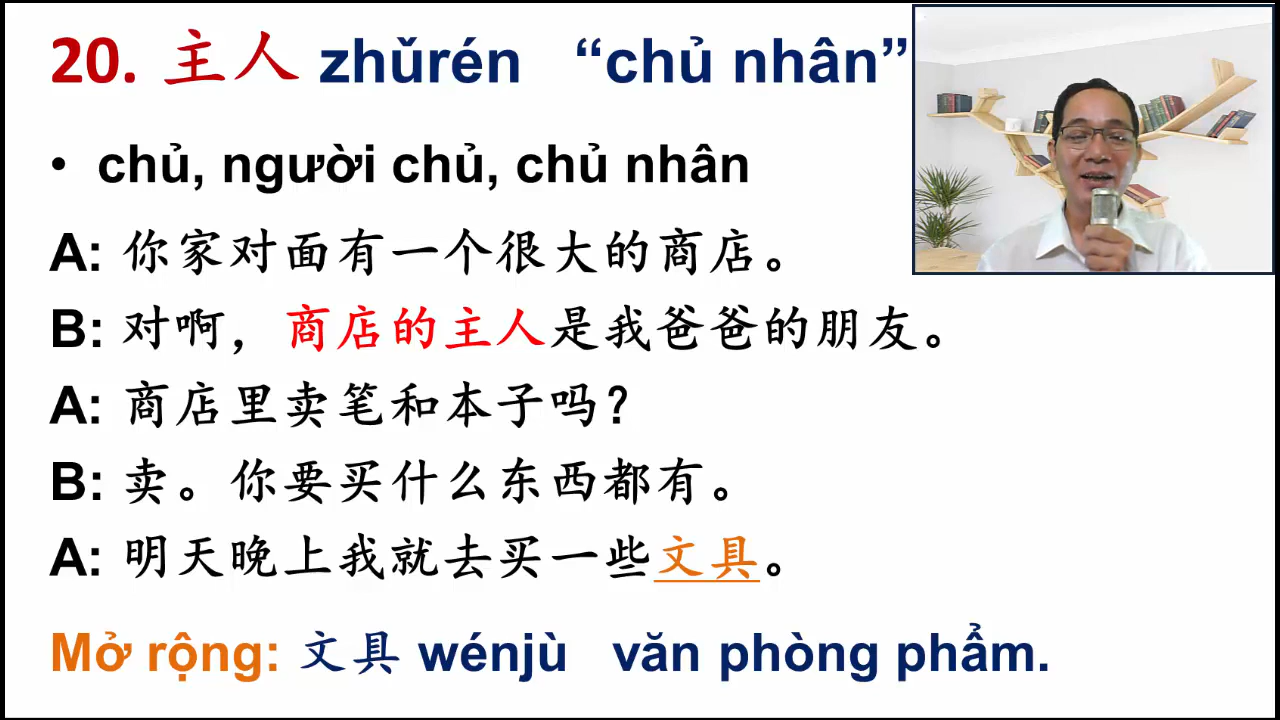 20. 主人 zhǔrén “chủ nhân”
• chủ, người chủ, chủ nhân
A: 你家对面有一个很大的商店。
B: 对啊，商店的主人是我爸爸的朋友。
A: 商店里卖笔和本子吗？
B: 卖。你要买什么东西都有。
A: 明天晚上我就去买一些文具。
Mở rộng: 文具 wénjù văn phòng phẩm.